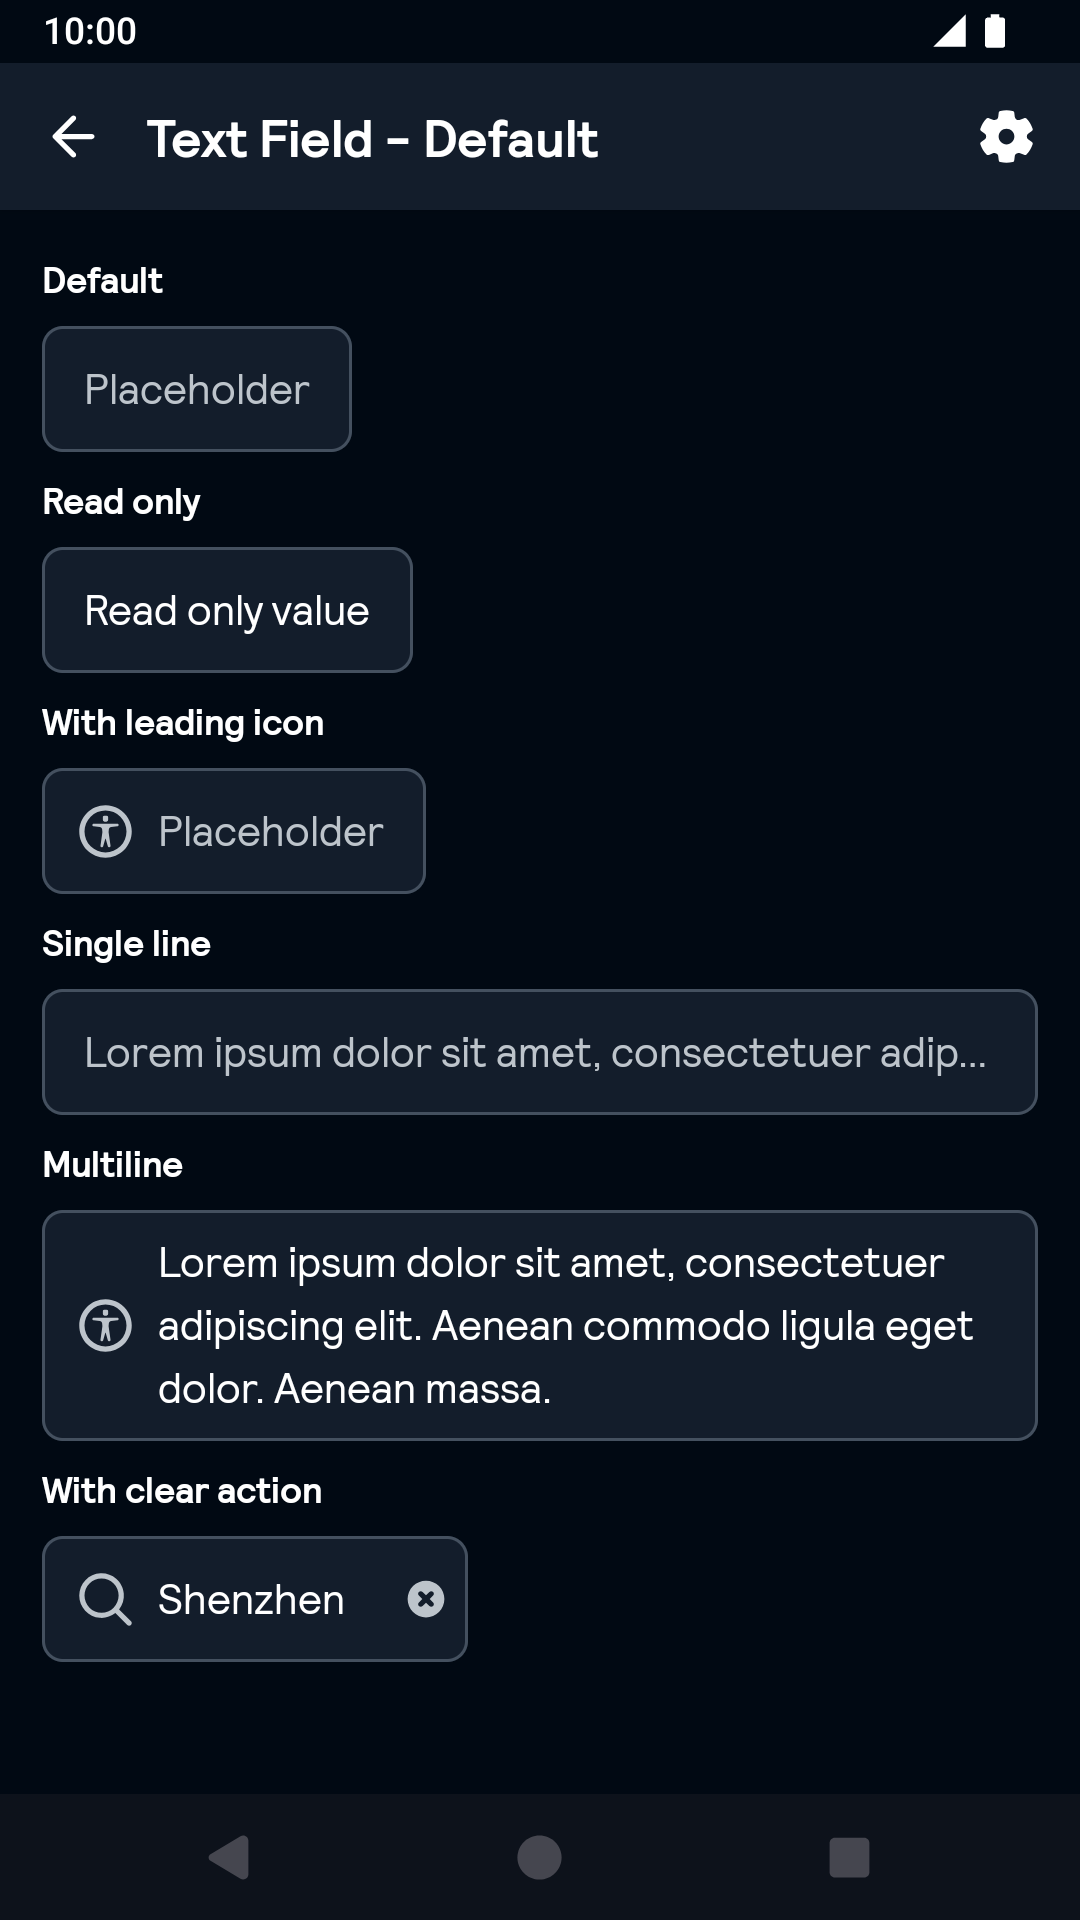 10:00
Text Field - Default
Default
Placeholder
Read only
Read only value
With leading icon
Placeholder
Single line
Lorem ipsum dolor sit amet, consectetuer adip...
Multiline
Lorem ipsum dolor sit amet, consectetuer
adipiscing elit. Aenean commodo ligula eget
dolor. Aenean massa.
With clear action
Shenzhen